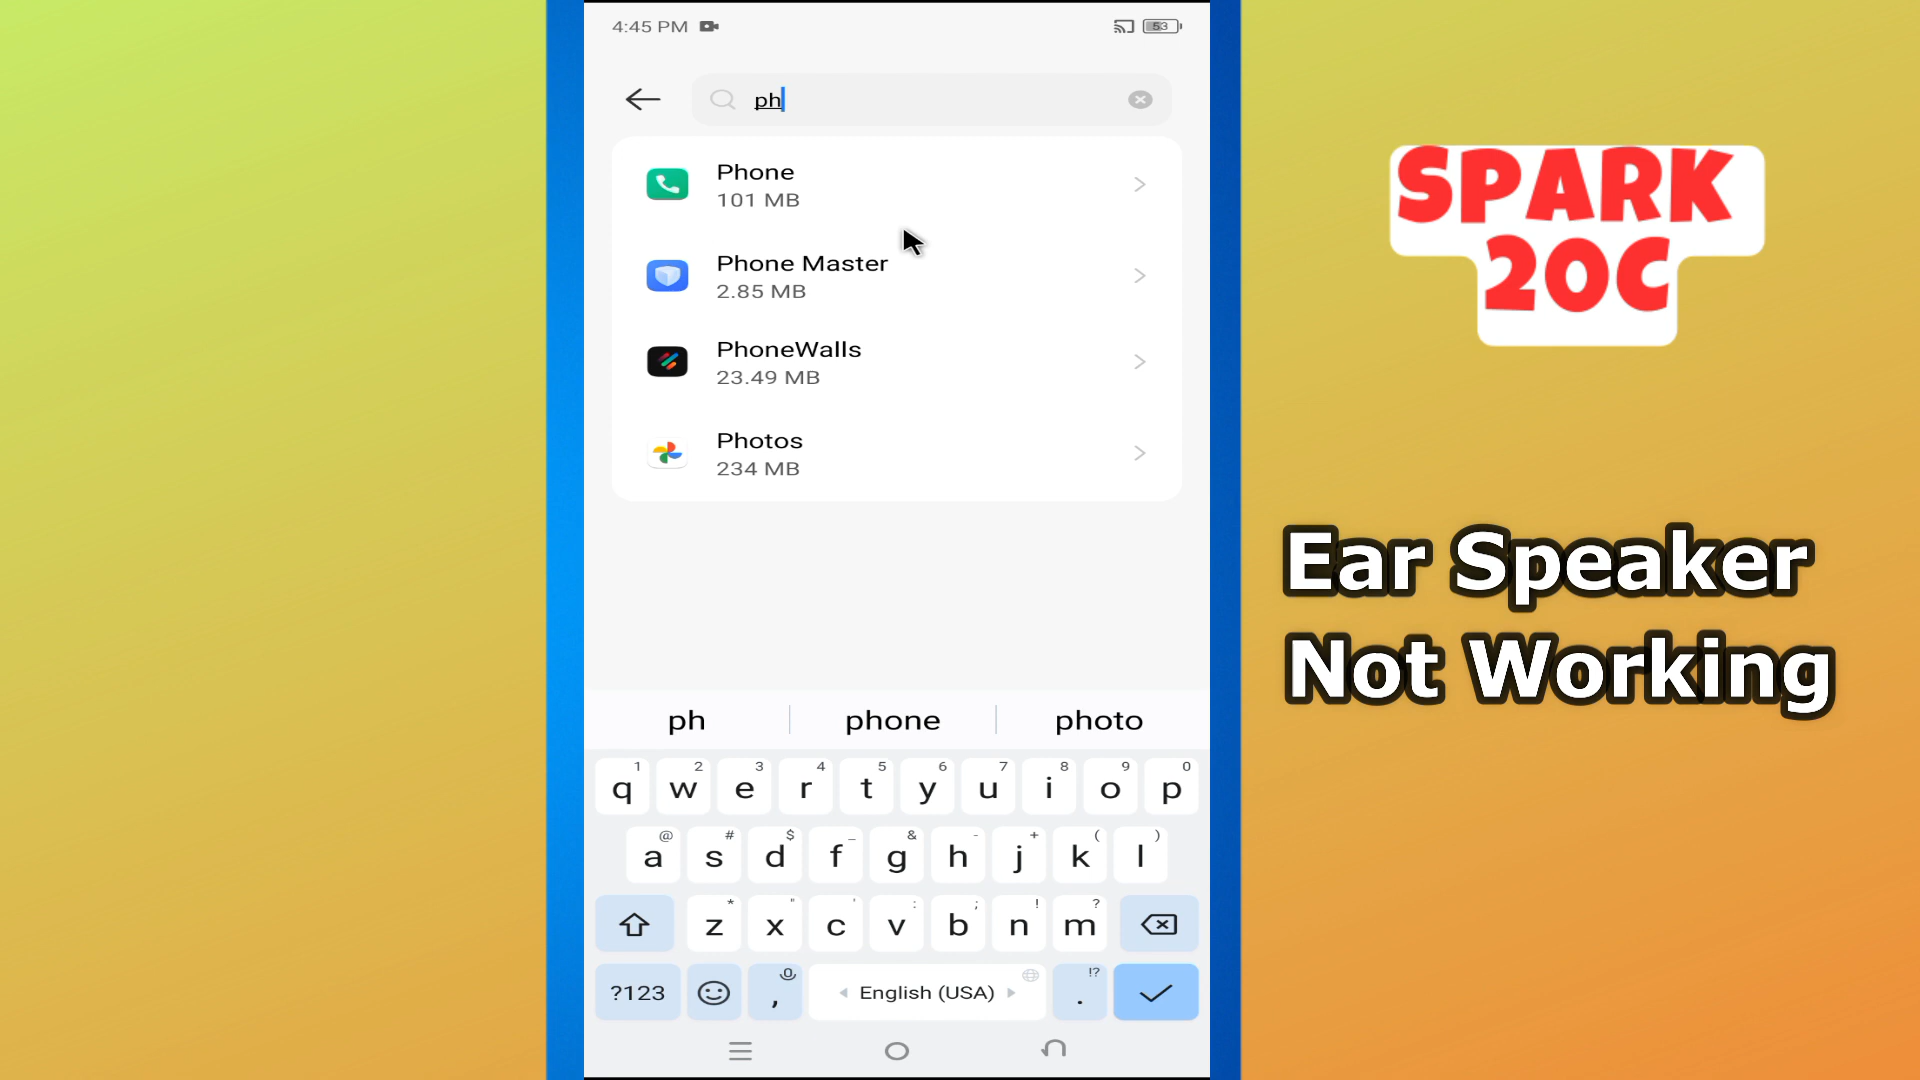 4:45 PM
53
ph
Phone
101 MB
Phone Master
2.85 MB
PhoneWalls
23.49 MB
Photos
234 MB
ph phone photo
1 2 3 4 5 6 7 8 9 0
q w e r t y u i o p
@ # $ _ & - + ( )
a s d f g h j k l
* " ' : ; ! ?
z x c v b n m
!?
?123 , English (USA) .
SPARK
20C
Ear Speaker
Not Working